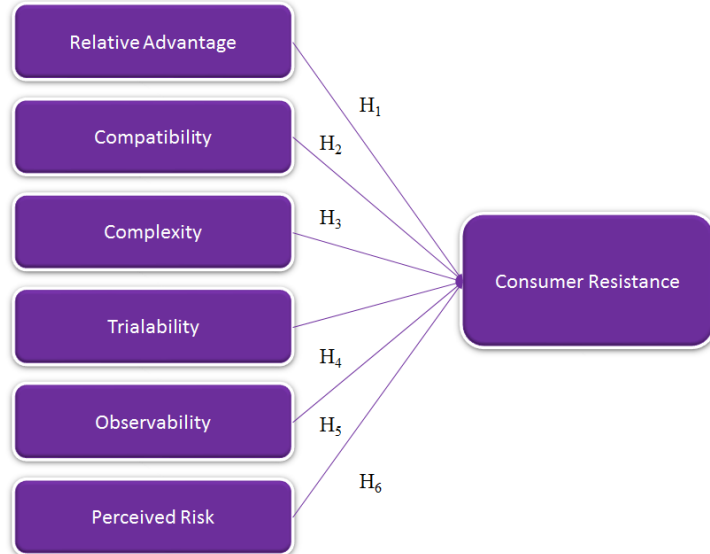 Relative Advantage
H₁
Compatibility
H₂
Complexity
H₃
Consumer Resistance
Trialability
H₄
Observability
H₅
Perceived Risk
H₆